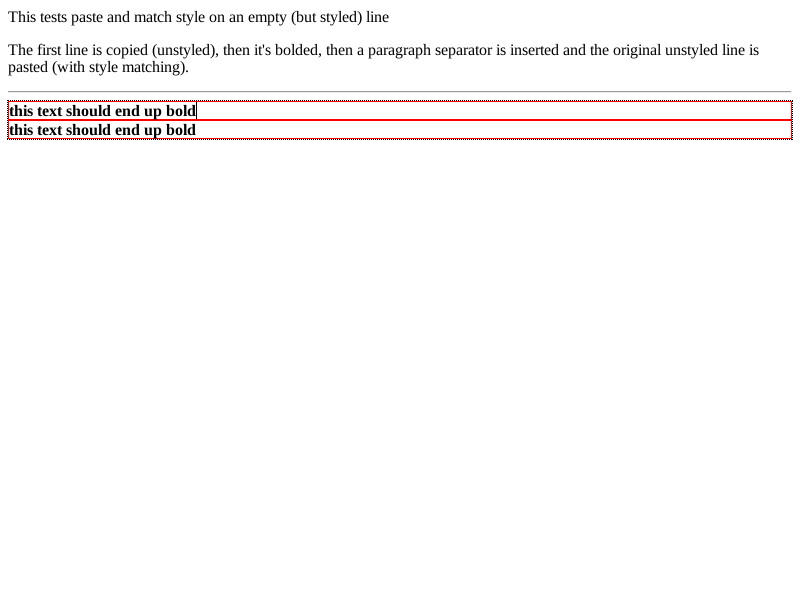 This tests paste and match style on an empty (but styled) line
The first line is copied (unstyled), then it's bolded, then a paragraph separator is inserted and the original unstyled line is
pasted (with style matching).
this text should end up bold
this text should end up bold